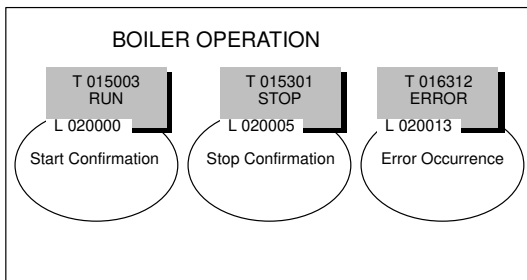 BOILER OPERATION
T 015003
RUN
L 020000
Start Confirmation
T 015301
STOP
L 020005
Stop Confirmation
T 016312
ERROR
L 020013
Error Occurrence